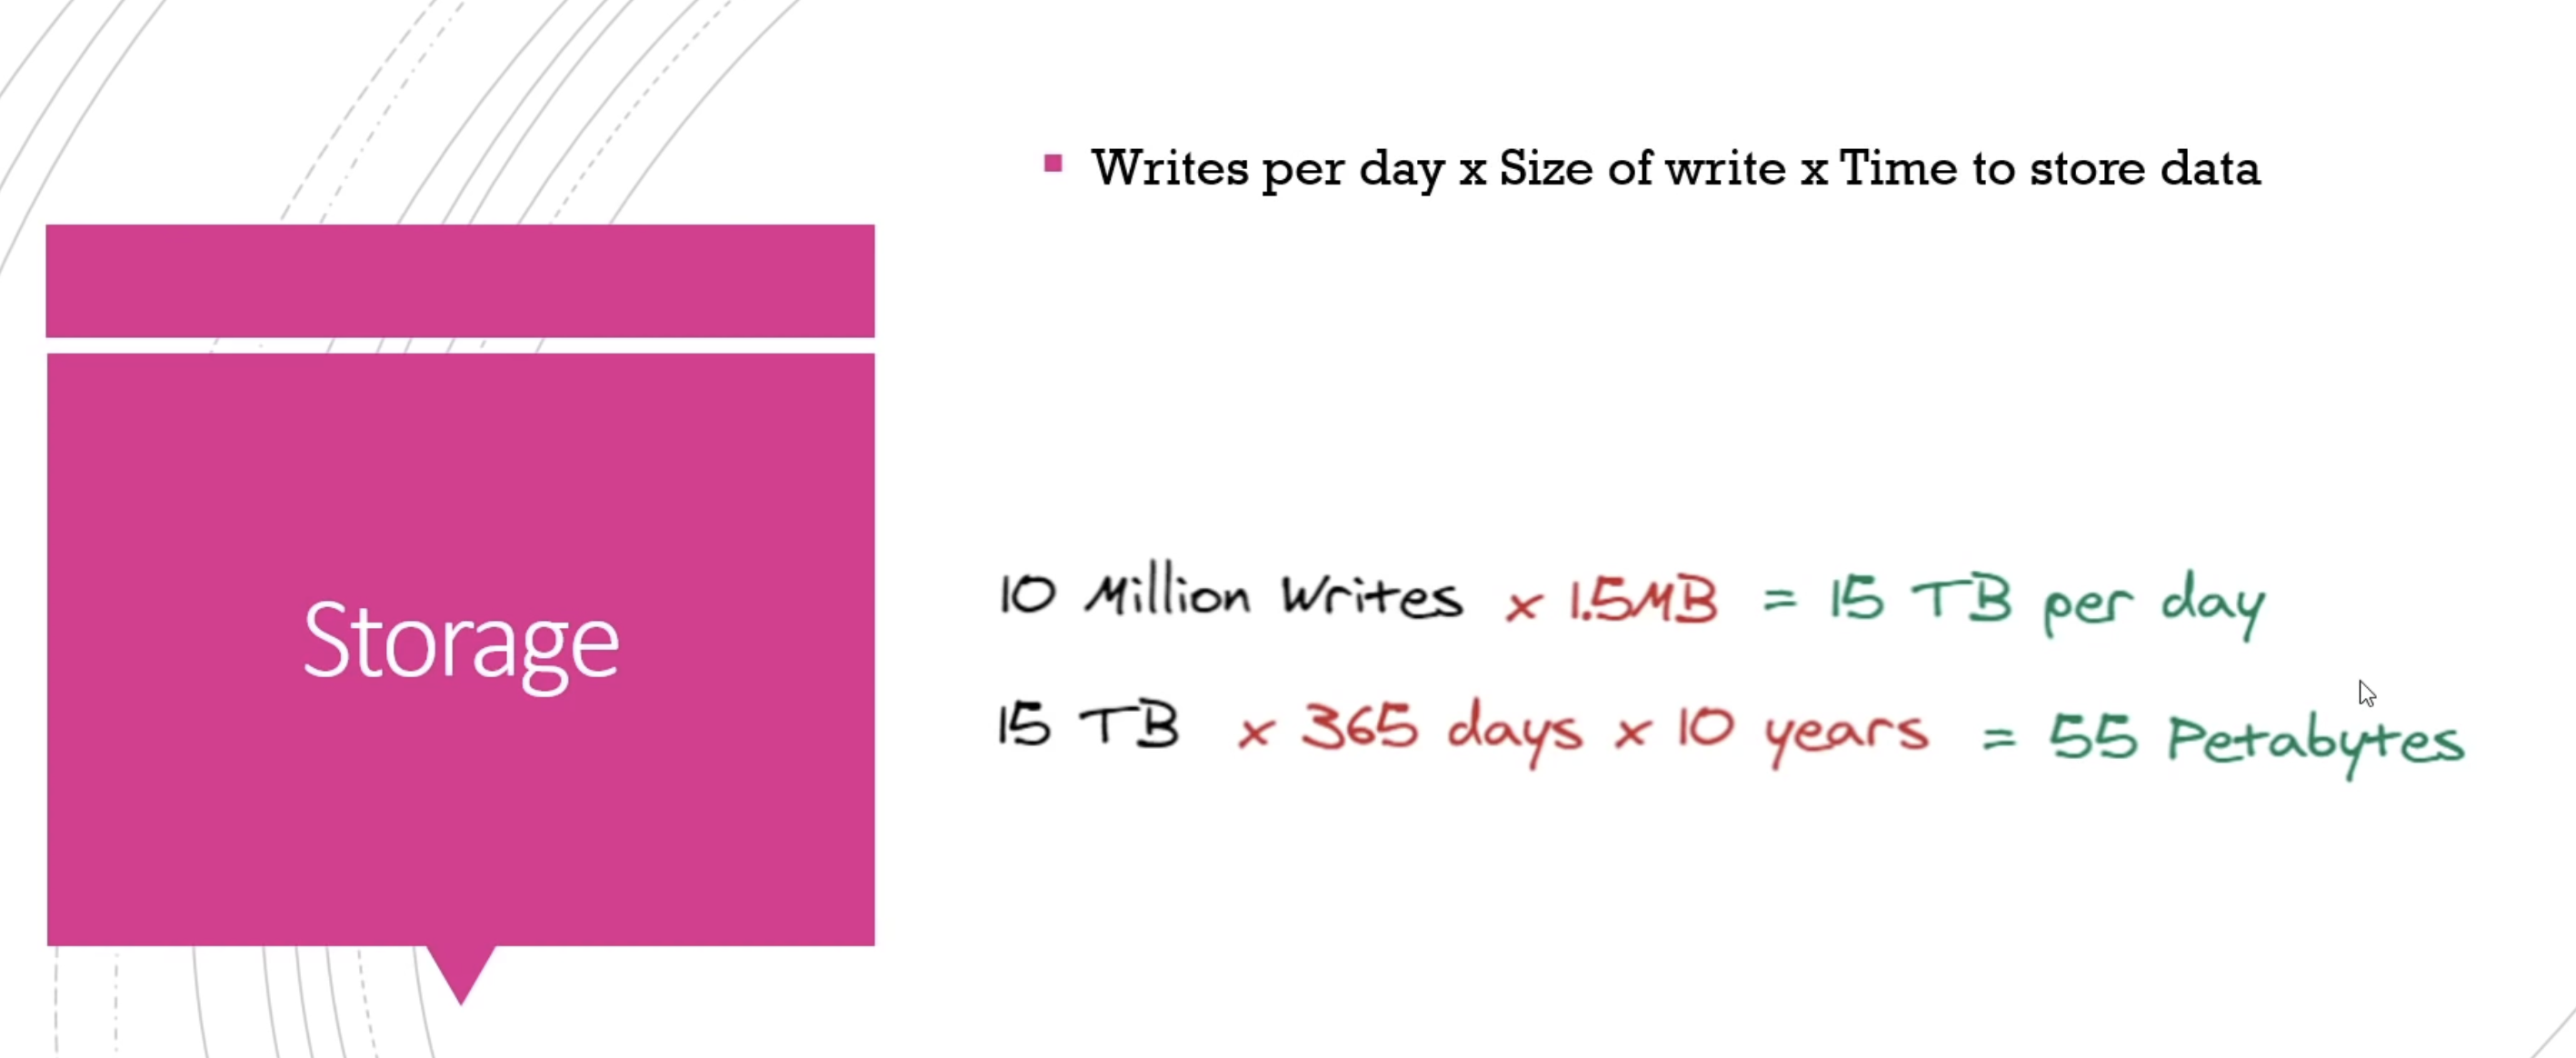 Storage
Writes per day x Size of write x Time to store data
10 Million Writes x 1.5MB = 15 TB per day
15 TB x 365 days x 10 years = 55 Petabytes